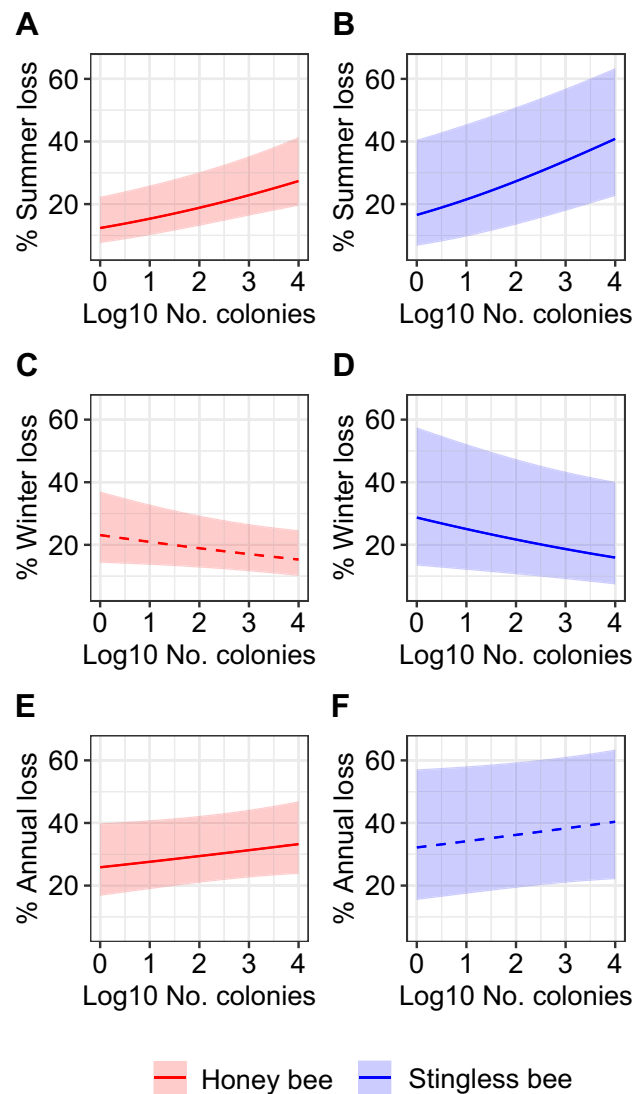 A
B
% Summer loss
60
40
20
0 1 2 3 4
Log10 No. colonies
% Summer loss
60
40
20
0 1 2 3 4
Log10 No. colonies
C
D
% Winter loss
60
40
20
0 1 2 3 4
Log10 No. colonies
% Winter loss
60
40
20
0 1 2 3 4
Log10 No. colonies
E
F
% Annual loss
60
40
20
0 1 2 3 4
Log10 No. colonies
% Annual loss
60
40
20
0 1 2 3 4
Log10 No. colonies
Honey bee
Stingless bee